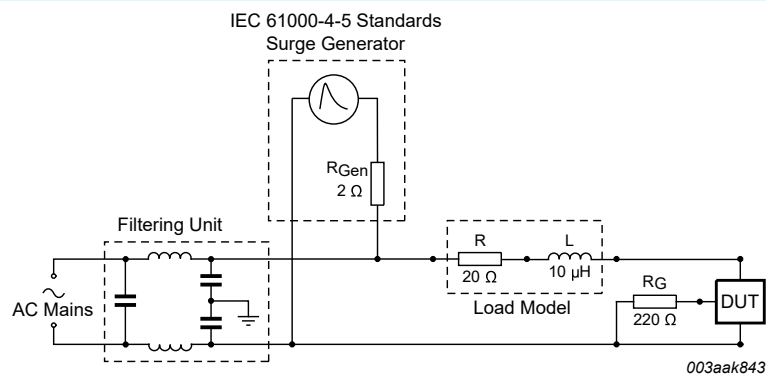 IEC 61000-4-5 Standards
Surge Generator
RGen
2 Ω
Filtering Unit
AC Mains
R
20 Ω
L
10 μH
Load Model
RG
220 Ω
DUT
003aak843